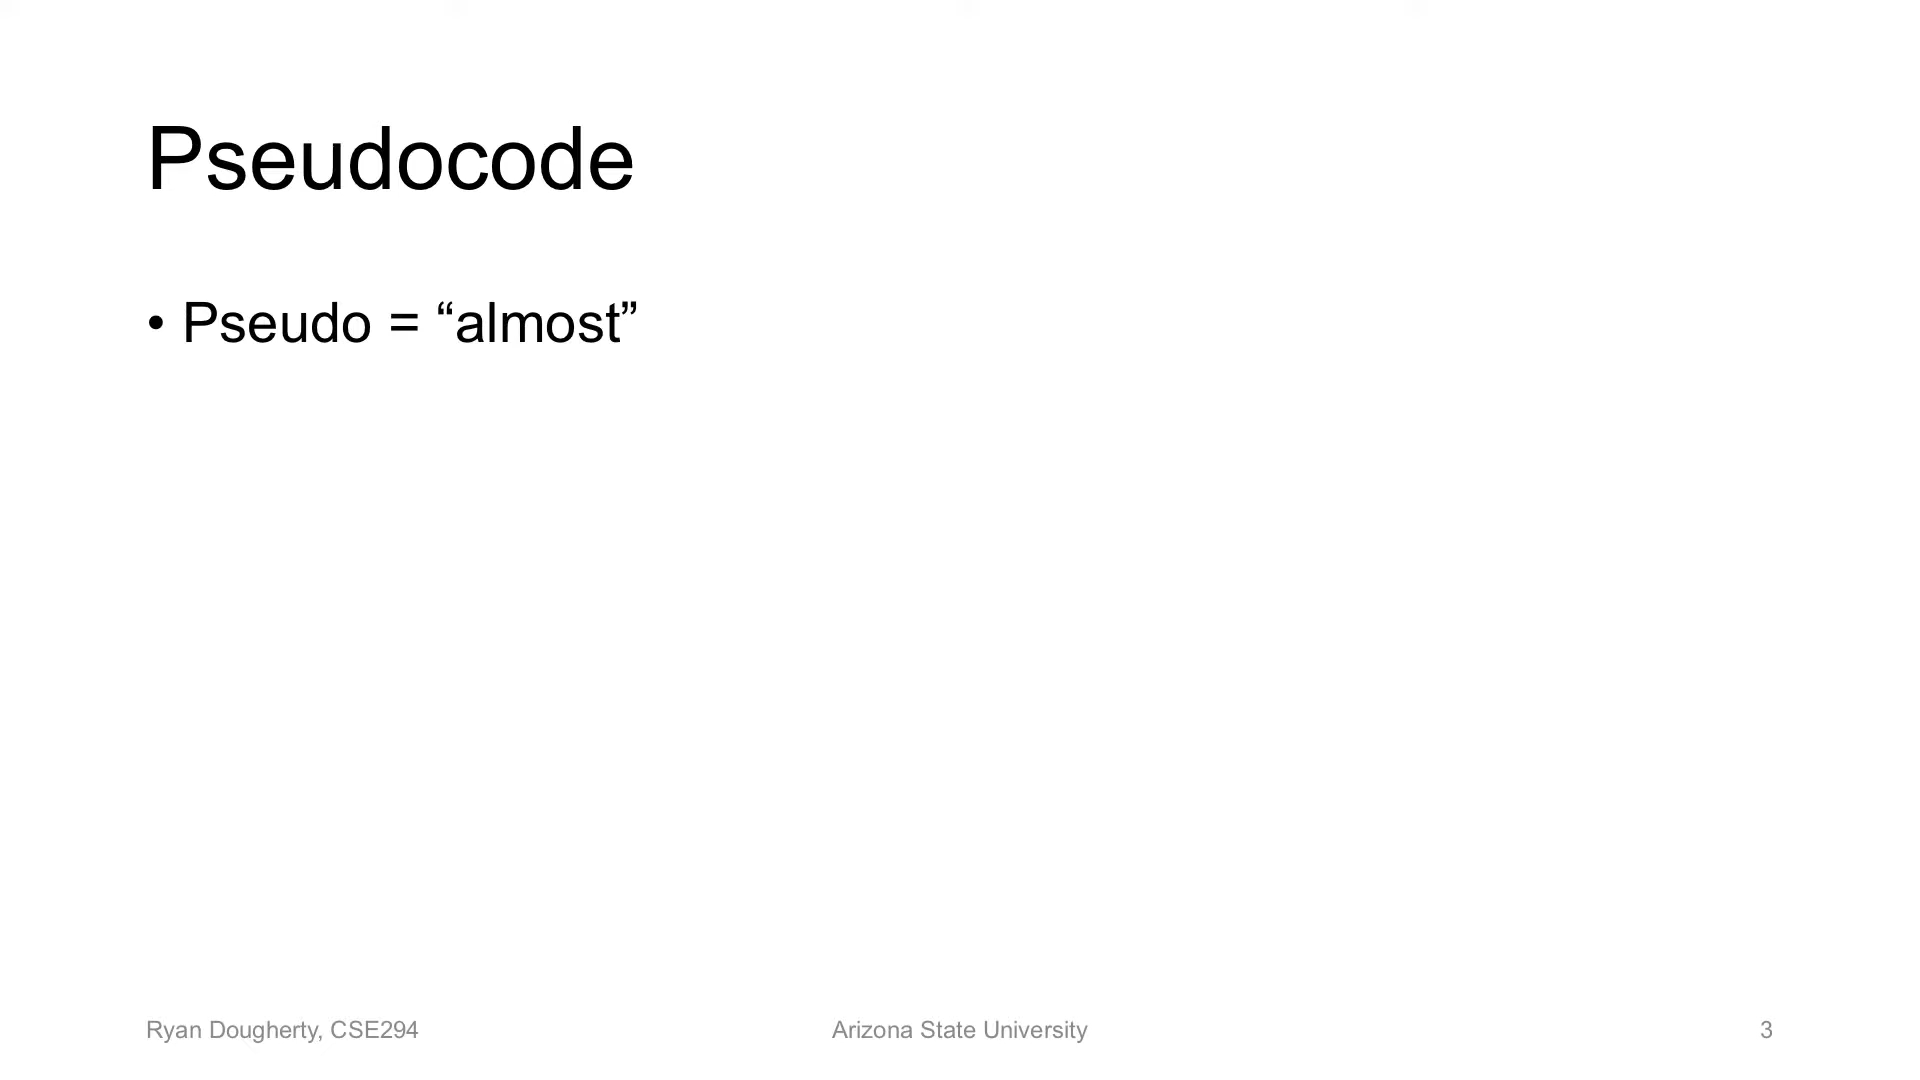 Pseudocode
• Pseudo = “almost”
Ryan Dougherty, CSE294
Arizona State University
3